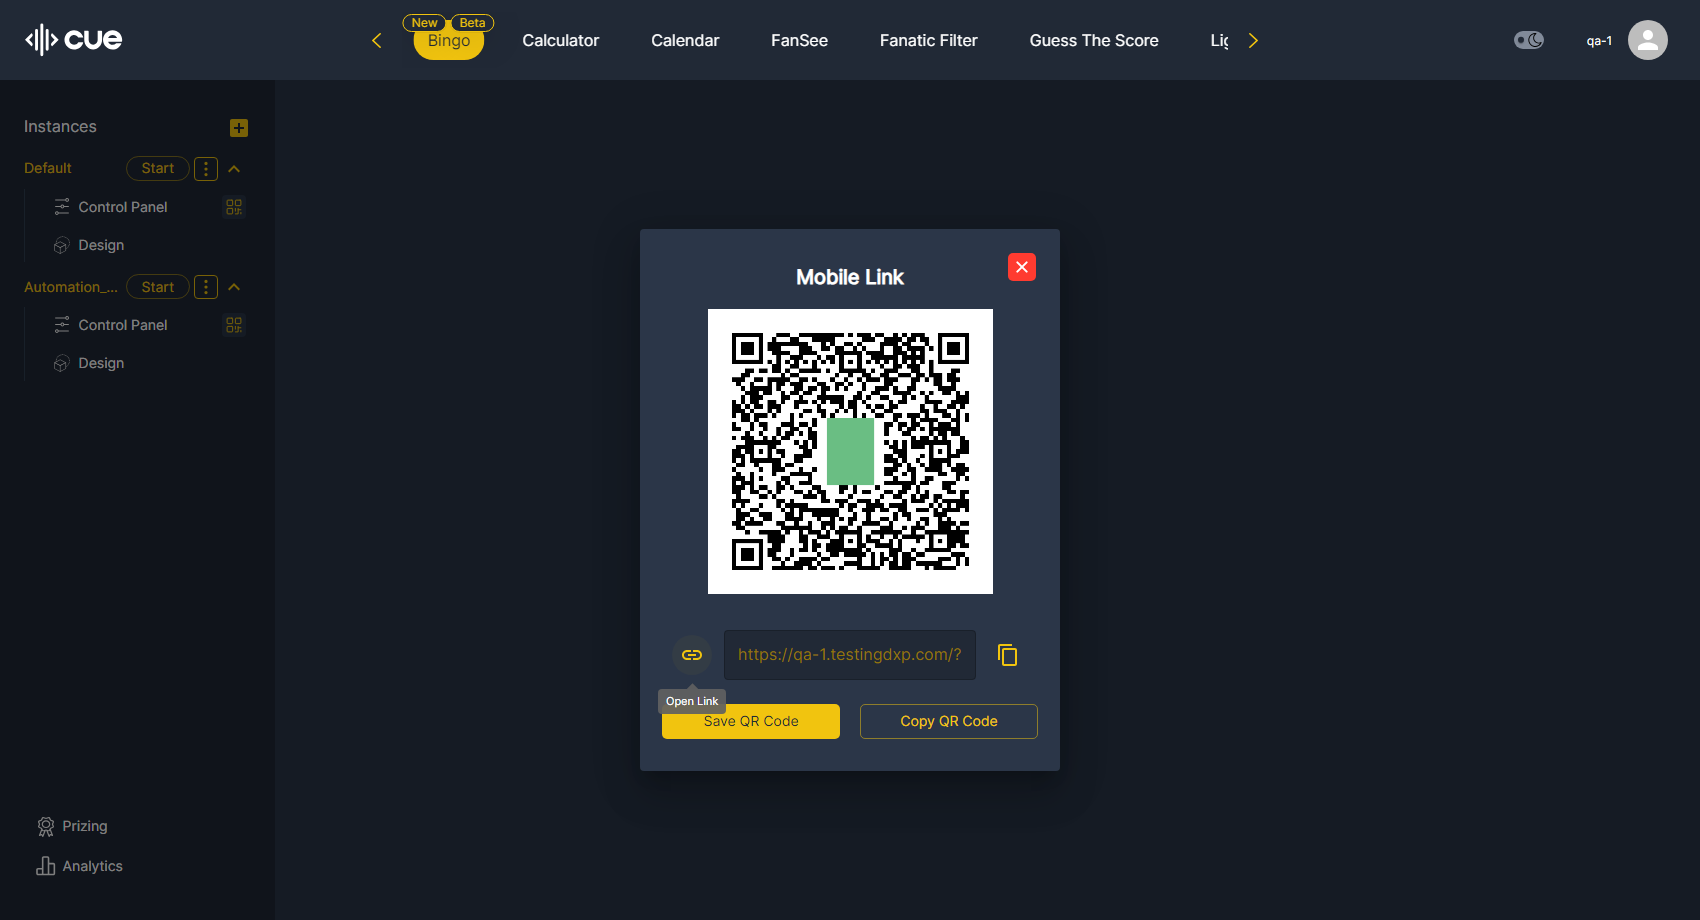 cue
New Beta
Bingo Calculator Calendar FanSee Fanatic Filter Guess The Score Lig
qa-1
Instances
Default Start
Control Panel
Design
Automation_... Start
Control Panel
Design
Mobile Link
https://qa-1.testingdxp.com/?
Open Link
Save QR Code Copy QR Code
Prizing
Analytics